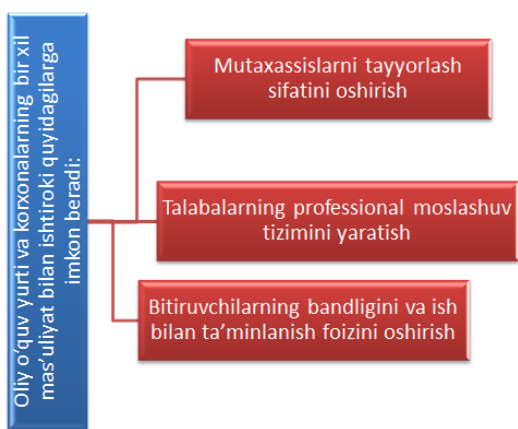 Oliy o'quv yurti va korxonalarning bir xil
mas'uliyat bilan ishtiroki quyidagilarga
imkon beradi:
Mutaxassislarni tayyorlash
sifatini oshirish
Talabalarning professional moslashuv
tizimini yaratish
Bitiruvchilarning bandligini va ish
bilan ta'minlanish foizini oshirish